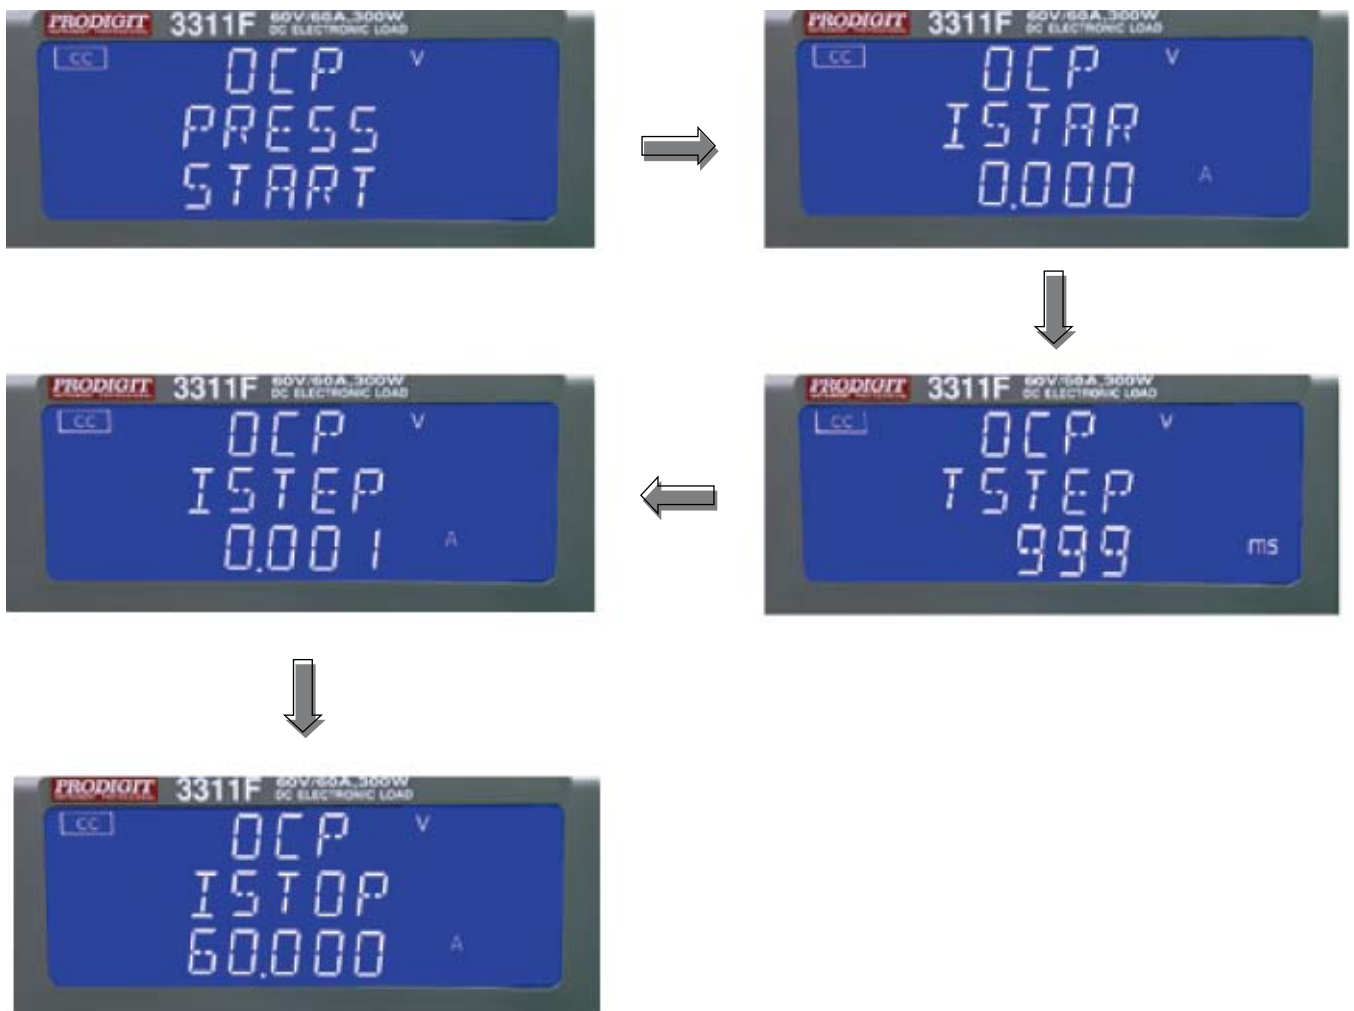 PRODIGIT 3311F 60V/60A,300W
DC ELECTRONIC LOAD
CC OCP V
PRESS
START
PRODIGIT 3311F 60V/60A,300W
DC ELECTRONIC LOAD
CC OCP V
ISTAR
0.000 A
PRODIGIT 3311F 60V/60A,300W
DC ELECTRONIC LOAD
CC OCP V
TSTEP
999 ms
PRODIGIT 3311F 60V/60A,300W
DC ELECTRONIC LOAD
CC OCP V
ISTEP
0.001 A
PRODIGIT 3311F 60V/60A,300W
DC ELECTRONIC LOAD
CC OCP V
ISTOP
60.000 A